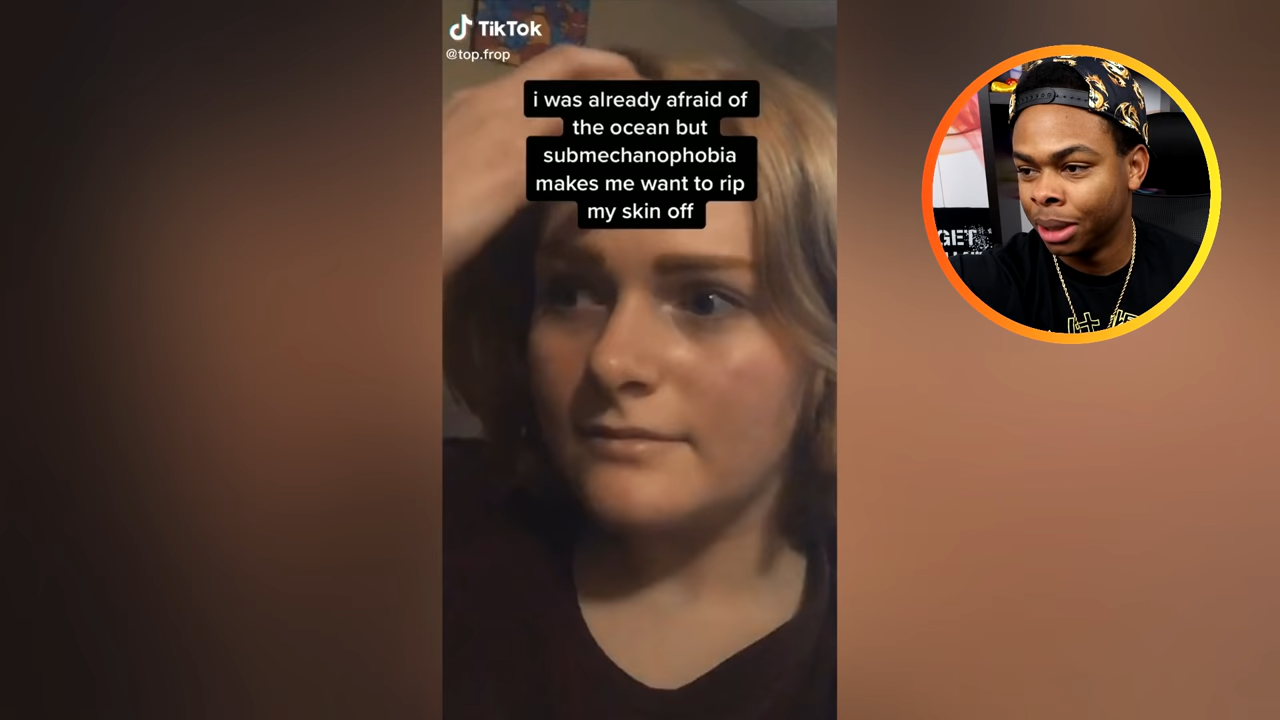 TikTok
@top.frop
i was already afraid of
the ocean but
submechanophobia
makes me want to rip
my skin off
GET